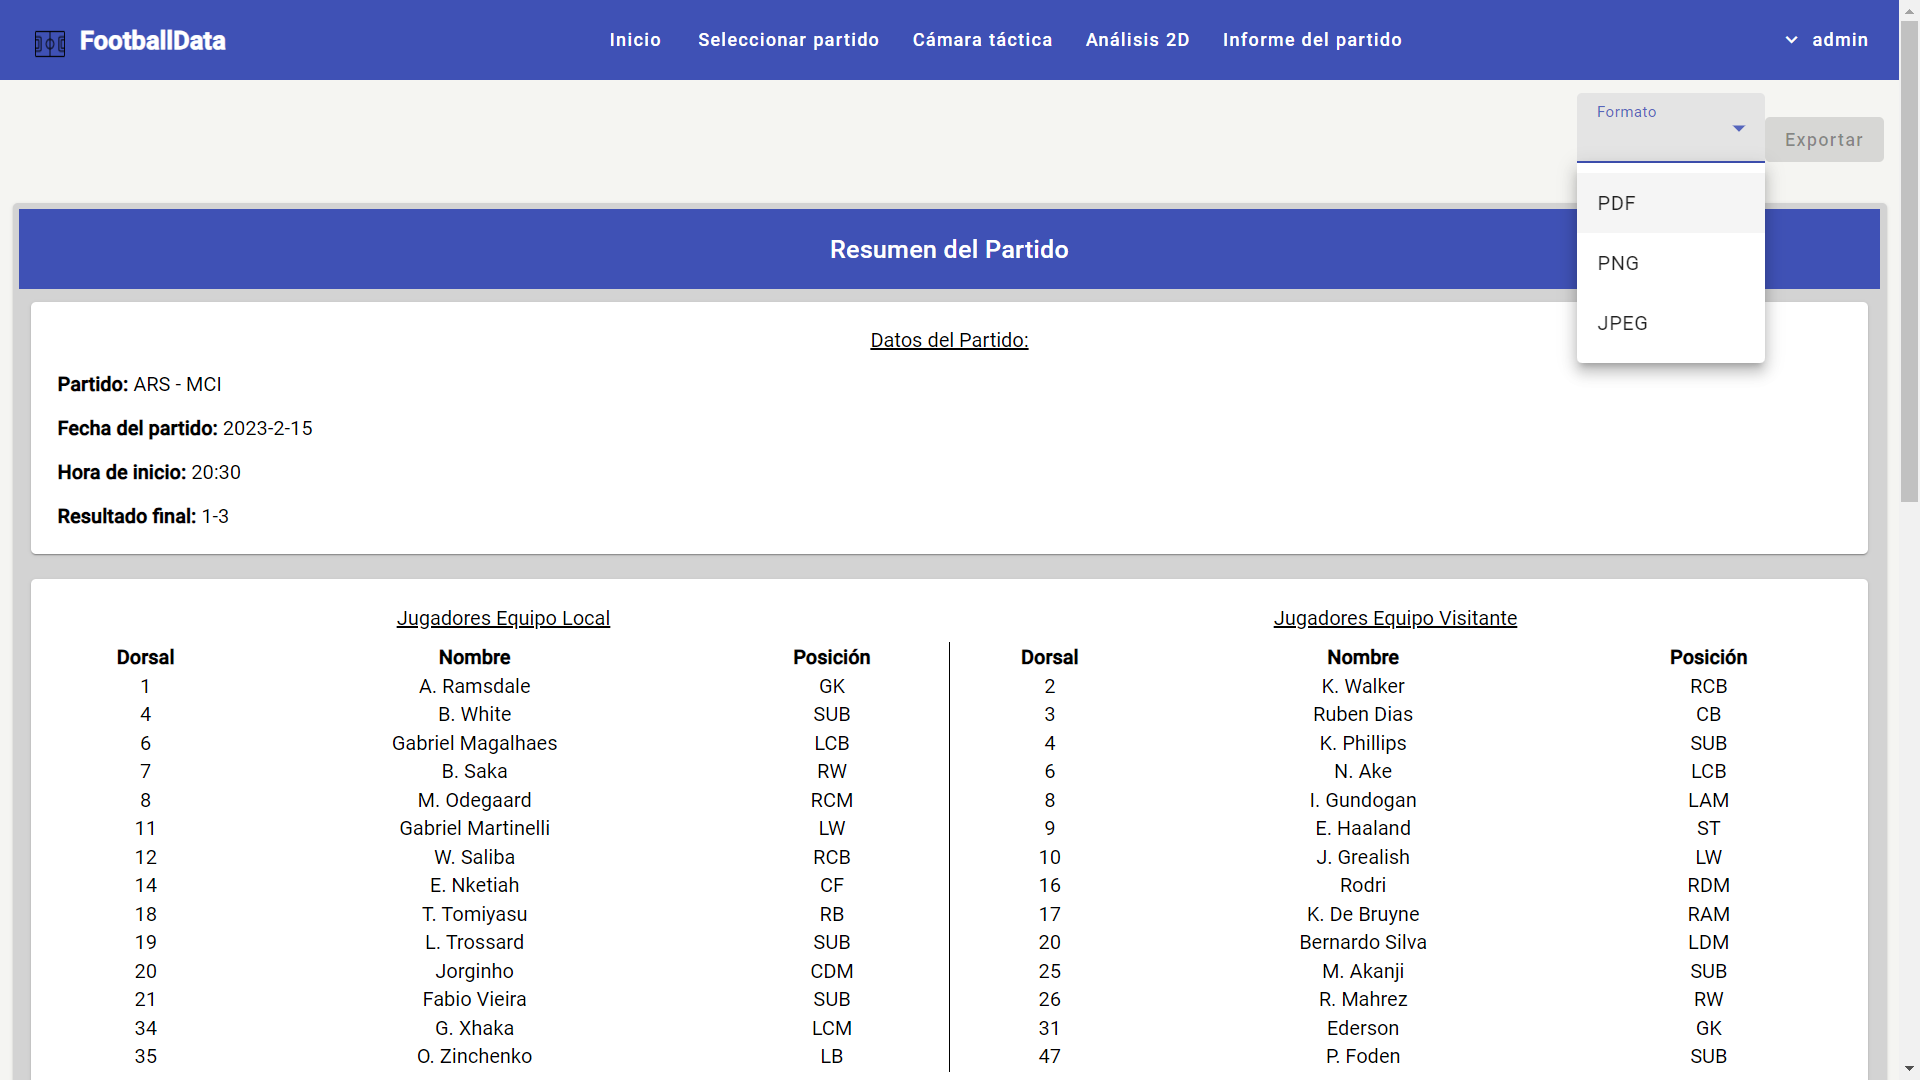 FootballData
Inicio Seleccionar partido Cámara táctica Análisis 2D Informe del partido
admin
Formato
Exportar
PDF
PNG
JPEG
Resumen del Partido
Datos del Partido:
Partido: ARS - MCI
Fecha del partido: 2023-2-15
Hora de inicio: 20:30
Resultado final: 1-3
Jugadores Equipo Local
Dorsal Nombre Posición
1 A. Ramsdale GK
4 B. White SUB
6 Gabriel Magalhaes LCB
7 B. Saka RW
8 M. Odegaard RCM
11 Gabriel Martinelli LW
12 W. Saliba RCB
14 E. Nketiah CF
18 T. Tomiyasu RB
19 L. Trossard SUB
20 Jorginho CDM
21 Fabio Vieira SUB
34 G. Xhaka LCM
35 O. Zinchenko LB
Jugadores Equipo Visitante
Dorsal Nombre Posición
2 K. Walker RCB
3 Ruben Dias CB
4 K. Phillips SUB
6 N. Ake LCB
8 I. Gundogan LAM
9 E. Haaland ST
10 J. Grealish LW
16 Rodri RDM
17 K. De Bruyne RAM
20 Bernardo Silva LDM
25 M. Akanji SUB
26 R. Mahrez RW
31 Ederson GK
47 P. Foden SUB